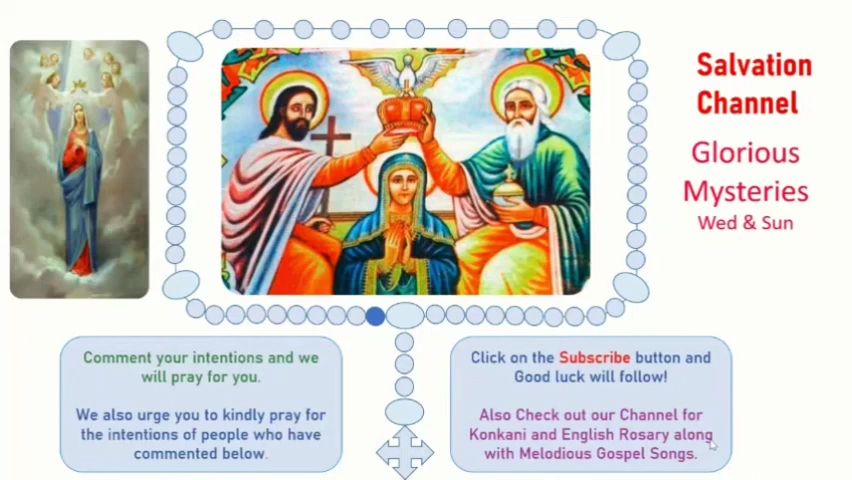 Salvation
Channel
Glorious
Mysteries
Wed & Sun
Comment your intentions and we
will pray for you.
We also urge you to kindly pray for
the intentions of people who have
commented below.
Click on the Subscribe button and
Good luck will follow!
Also Check out our Channel for
Konkani and English Rosary along
with Melodious Gospel Songs.